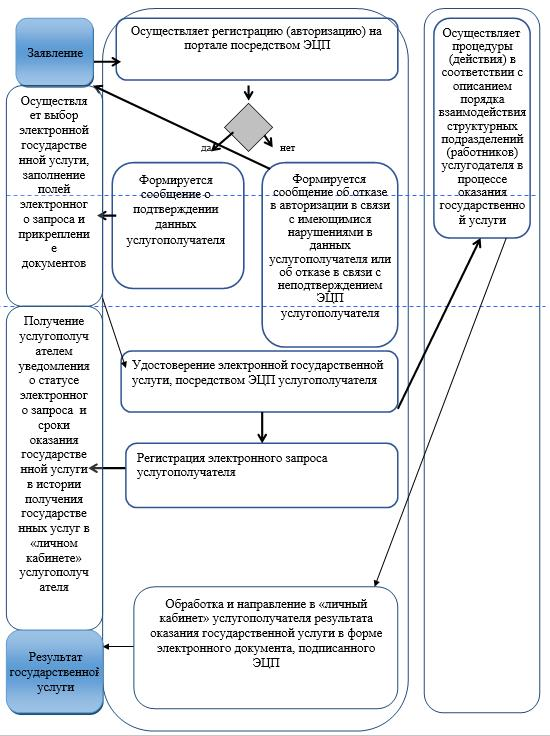 Заявление
Осуществляет регистрацию (авторизацию) на
портале посредством ЭЦП
да
нет
Осуществля
ет выбор
электронной
государстве
нной услуги,
заполнение
полей
электронног
о запроса и
прикреплени
е
документов
Формируется
сообщение о
подтверждении
данных
услугополучателя
Формируется
сообщение об отказе
в авторизации в связи
с имеющимися
нарушениями в
данных
услугополучателя или
об отказе в связи с
неподтверждением
ЭЦП
услугополучателя
Осуществляет
процедуры
(действия) в
соответствии с
описанием
порядка
взаимодействия
структурных
подразделений
(работников)
услугодателя в
процессе
оказания
государственно
й услуги
Получение
услугополуч
ателем
уведомления
о статусе
электронног
о запроса и
сроки
оказания
государстве
нной услуги
в истории
получения
государстве
нных услуг в
«личном
кабинете»
услугополуч
ателя
Удостоверение электронной государственной
услуги, посредством ЭЦП услугополучателя
Регистрация электронного запроса
услугополучателя
Обработка и направление в «личный
кабинет» услугополучателя результата
оказания государственной услуги в форме
электронного документа, подписанного
ЭЦП
Результат
государственной
услуги